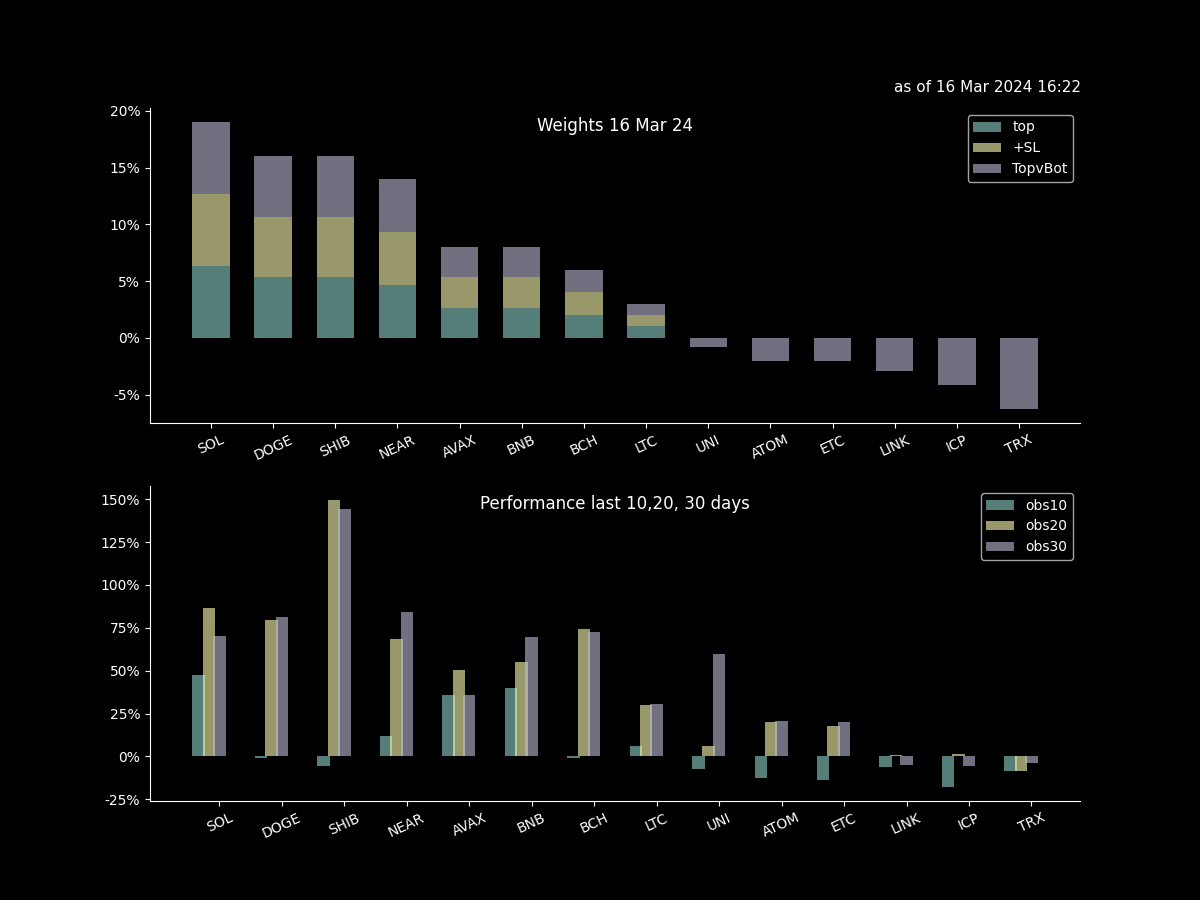 as of 16 Mar 2024 16:22
Weights 16 Mar 24
top
+SL
TopvBot
20%
15%
10%
5%
0%
-5%
SOL DOGE SHIB NEAR AVAX BNB BCH LTC UNI ATOM ETC LINK ICP TRX
Performance last 10,20, 30 days
obs10
obs20
obs30
150%
125%
100%
75%
50%
25%
0%
-25%
SOL DOGE SHIB NEAR AVAX BNB BCH LTC UNI ATOM ETC LINK ICP TRX